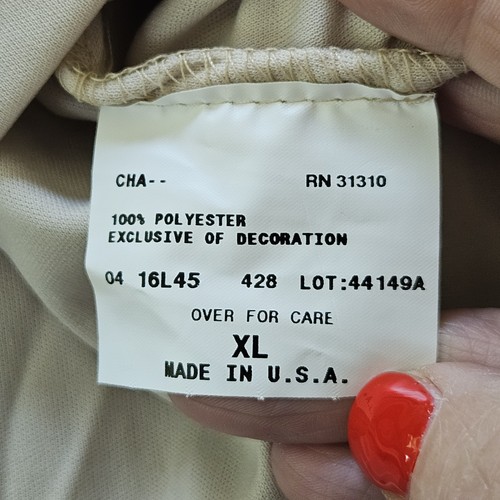 CHA-- RN 31310
100% POLYESTER
EXCLUSIVE OF DECORATION
04 16L45 428 LOT:44149A
OVER FOR CARE
XL
MADE IN U.S.A.